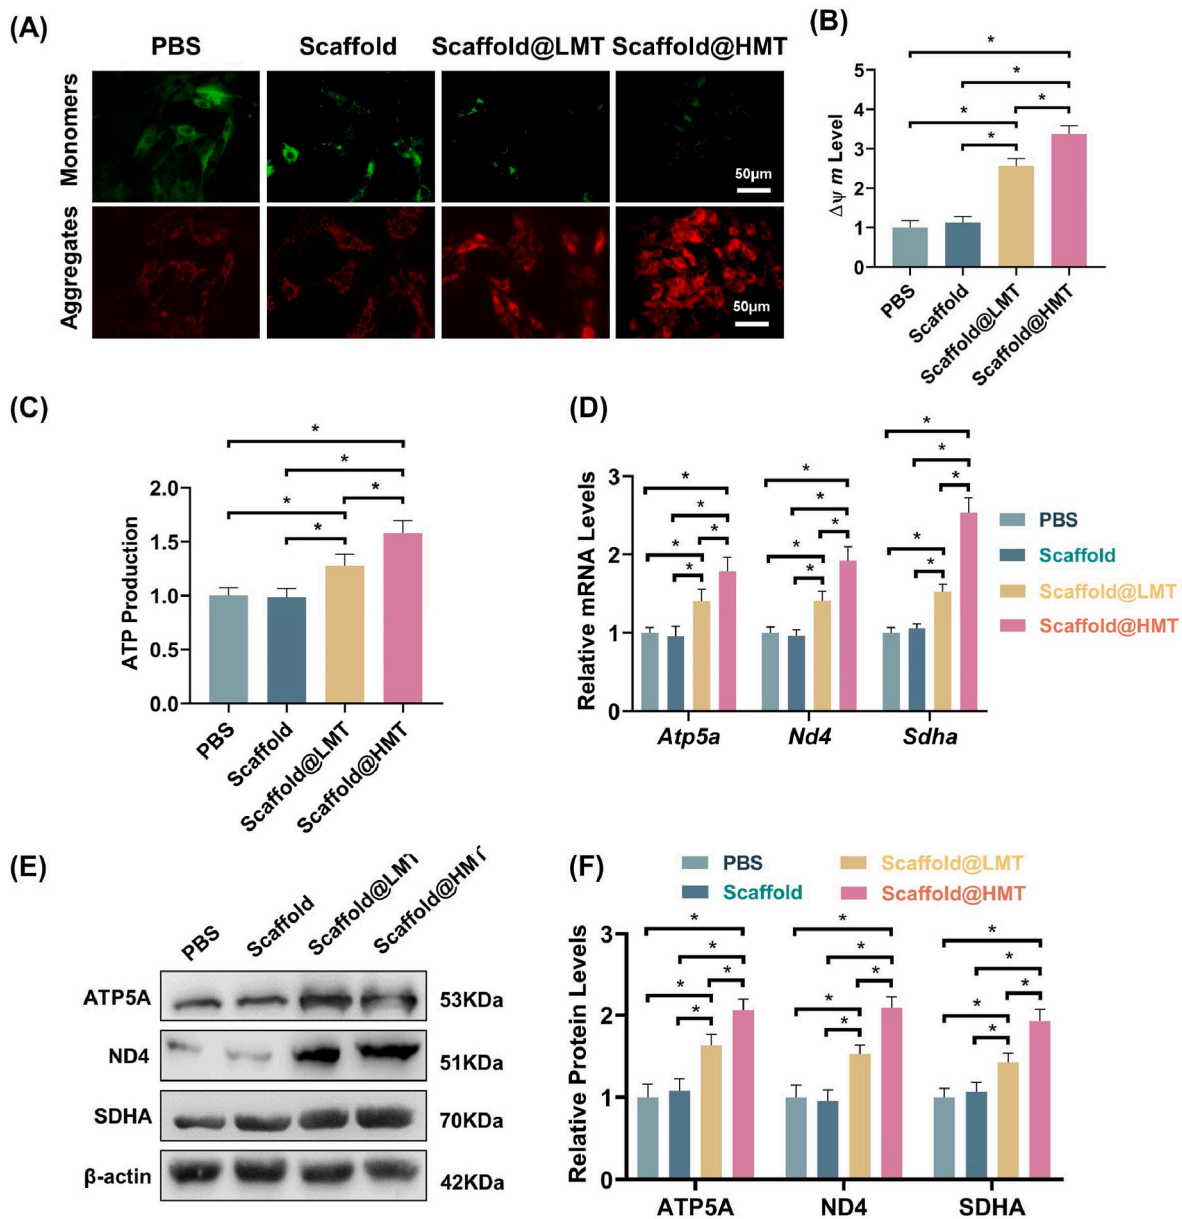 (A)
PBS Scaffold Scaffold@LMT Scaffold@HMT
Monomers
50μm
Aggregates
50μm
(B)
Δψ m Level
5
4
3
2
1
0
* * * * *
PBS
Scaffold
Scaffold@LMT
Scaffold@HMT
(C)
ATP Production
2.0
1.5
1.0
0.5
0.0
* * * * *
PBS
Scaffold
Scaffold@LMT
Scaffold@HMT
(D)
Relative mRNA Levels
3
2
1
0
* * * * *
* * * * *
* * * * *
Atp5a Nd4 Sdha
PBS
Scaffold
Scaffold@LMT
Scaffold@HMT
(E)
PBS Scaffold Scaffold@LMT Scaffold@HMT
ATP5A 53KDa
ND4 51KDa
SDHA 70KDa
β-actin 42KDa
(F)
PBS Scaffold@LMT
Scaffold Scaffold@HMT
Relative Protein Levels
3
2
1
0
* * * * *
* * * * *
* * * * *
ATP5A ND4 SDHA